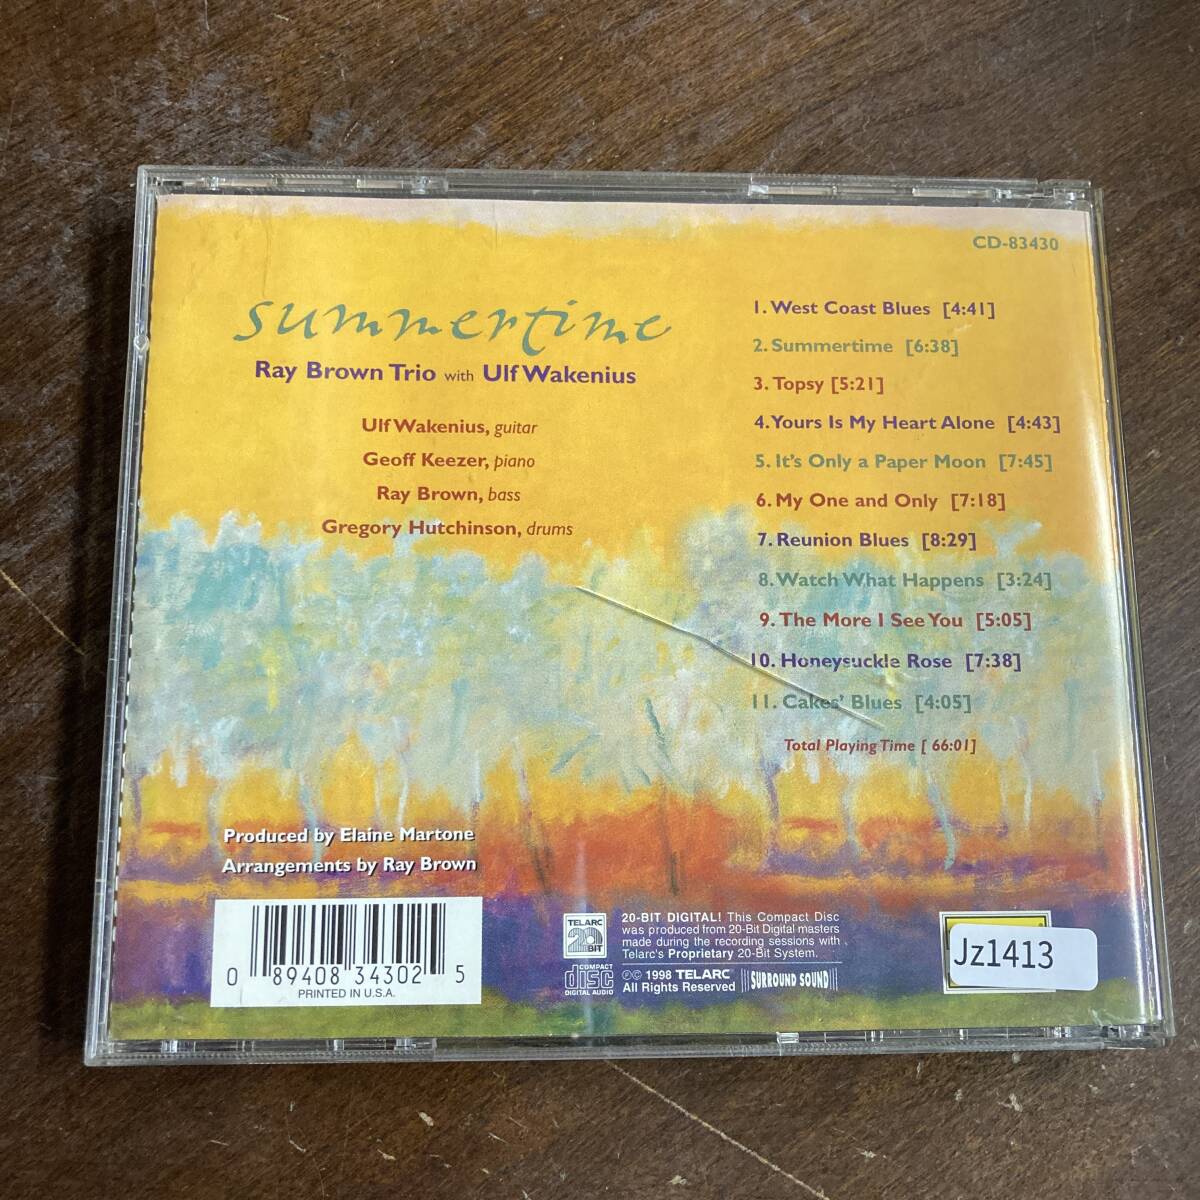 CD-83430
summertime
Ray Brown Trio with Ulf Wakenius
Ulf Wakenius, guitar
Geoff Keezer, piano
Ray Brown, bass
Gregory Hutchinson, drums
1. West Coast Blues [4:41]
2. Summertime [6:38]
3. Topsy [5:21]
4. Yours Is My Heart Alone [4:43]
5. It's Only a Paper Moon [7:45]
6. My One and Only [7:18]
7. Reunion Blues [8:29]
8. Watch What Happens [3:24]
9. The More I See You [5:05]
10. Honeysuckle Rose [7:38]
11. Cakes' Blues [4:05]
Total Playing Time [ 66:01]
Produced by Elaine Martone
Arrangements by Ray Brown
0 89408 34302 5
PRINTED IN U.S.A.
TELARC
20
BIT
20-BIT DIGITAL! This Compact Disc
was produced from 20-Bit Digital masters
made during the recording sessions with
Telarc's Proprietary 20-Bit System.
COMPACT
disc
DIGITAL AUDIO
℗© 1998 TELARC
All Rights Reserved
SURROUND SOUND
Jz1413